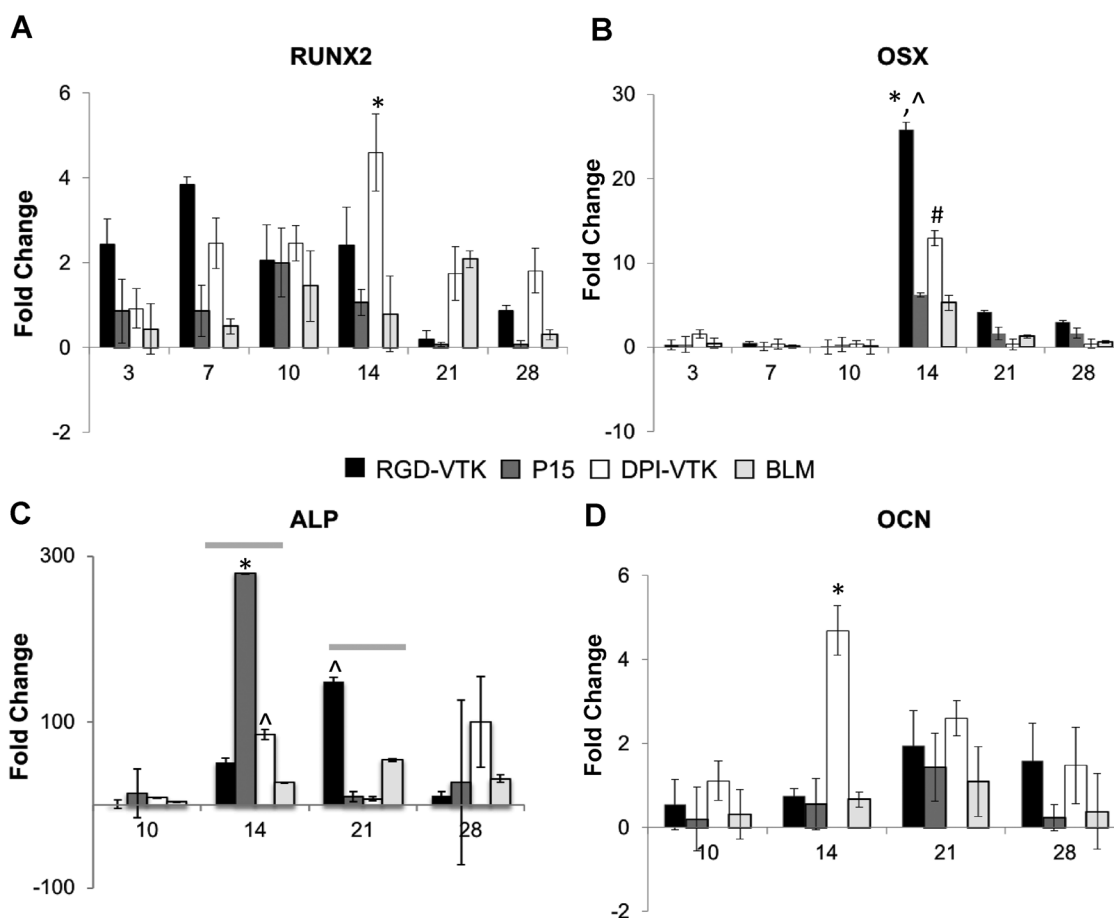 A
RUNX2
Fold Change
6
4
2
0
-2
3 7 10 14 21 28
*
B
OSX
Fold Change
30
20
10
0
-10
3 7 10 14 21 28
*,^
#
RGD-VTK P15 DPI-VTK BLM
C
ALP
Fold Change
300
100
-100
10 14 21 28
*
^
^
D
OCN
Fold Change
6
4
2
0
-2
10 14 21 28
*